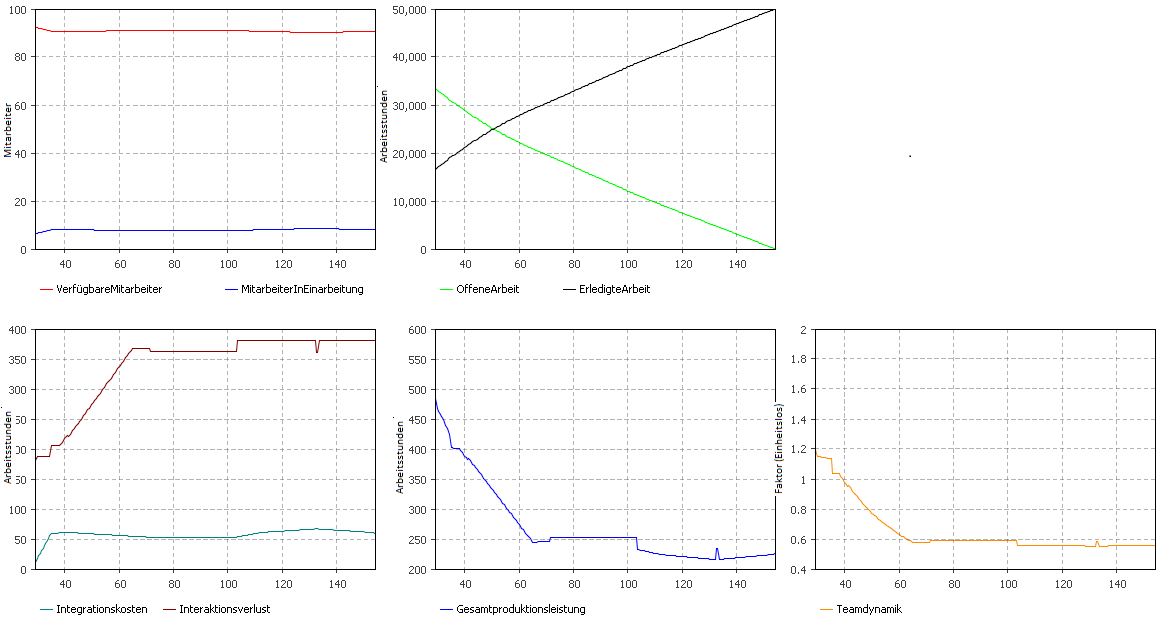 100
80
60
40
20
0
Mitarbeiter
40 60 80 100 120 140
VerfügbareMitarbeiter MitarbeiterInEinarbeitung
50,000
40,000
30,000
20,000
10,000
0
Arbeitsstunden
40 60 80 100 120 140
OffeneArbeit ErledigteArbeit
400
350
300
250
50
50
100
50
0
Arbeitsstunden
40 60 80 100 120 140
Integrationskosten Interaktionsverlust
600
550
500
450
400
350
300
250
200
Arbeitsstunden
40 60 80 100 120 140
Gesamtproduktionsleistung
2
1.8
1.6
1.4
1.2
1
0.8
0.6
0.4
Faktor (Einheitslos)
40 60 80 100 120 140
Teamdynamik